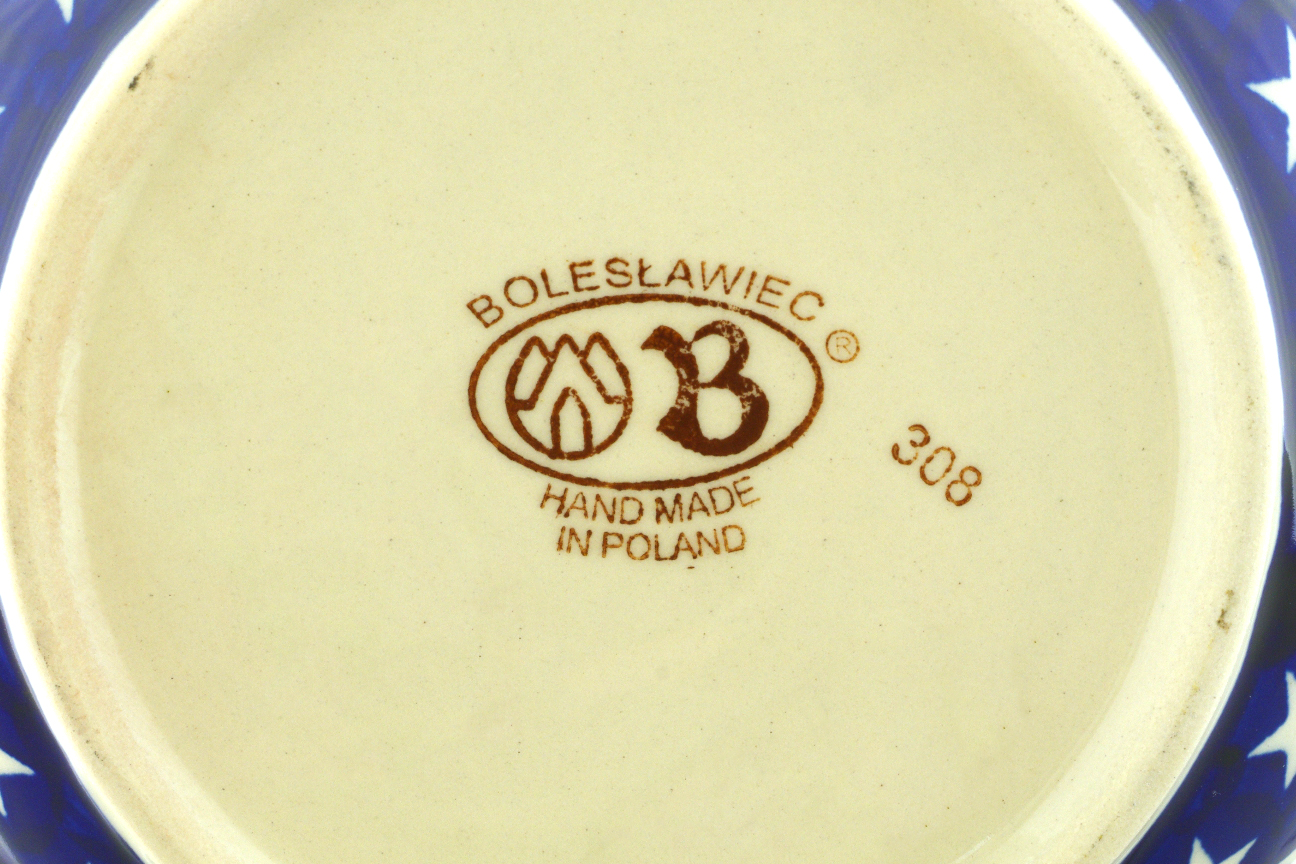 BOLESŁAWIEC
®
B
308
HAND MADE
IN POLAND